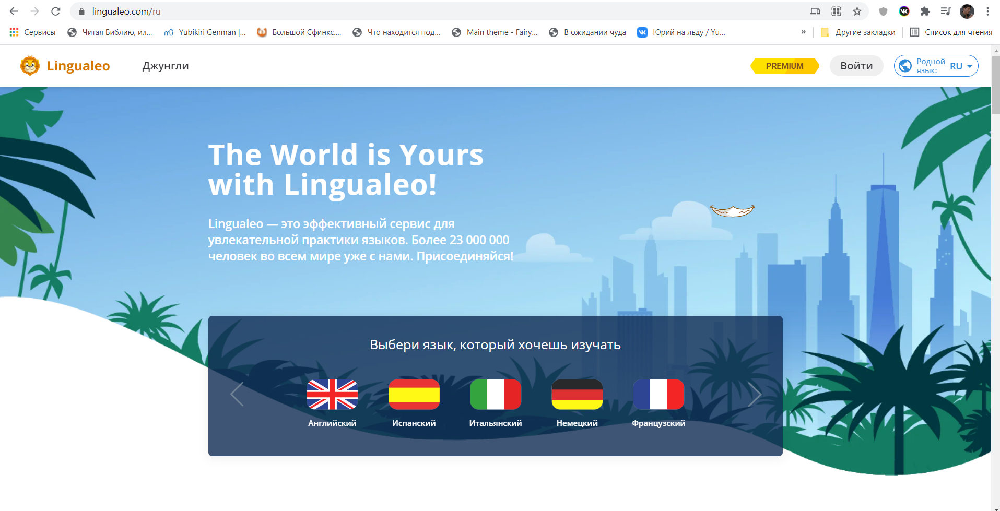 lingualeo.com/ru
Сервисы
Читая Библию, ил...
Yubikiri Genman |...
Большой Сфинкс....
Что находится под...
Main theme - Fairy...
В ожидании чуда
Юрий на льду / Yu...
»
Другие закладки
Список для чтения
Lingualeo
Джунгли
PREMIUM
Войти
Родной
язык:
RU
The World is Yours
with Lingualeo!
Lingualeo — это эффективный сервис для
увлекательной практики языков. Более 23 000 000
человек во всем мире уже с нами. Присоединяйся!
Выбери язык, который хочешь изучать
Английский
Испанский
Итальянский
Немецкий
Французский